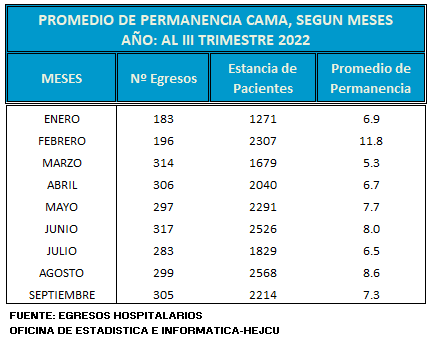 PROMEDIO DE PERMANENCIA CAMA, SEGUN MESES
AÑO: AL III TRIMESTRE 2022
MESES Nº Egresos Estancia de Pacientes Promedio de Permanencia
ENERO 183 1271 6.9
FEBRERO 196 2307 11.8
MARZO 314 1679 5.3
ABRIL 306 2040 6.7
MAYO 297 2291 7.7
JUNIO 317 2526 8.0
JULIO 283 1829 6.5
AGOSTO 299 2568 8.6
SEPTIEMBRE 305 2214 7.3
FUENTE: EGRESOS HOSPITALARIOS
OFICINA DE ESTADISTICA E INFORMATICA-HEJCU